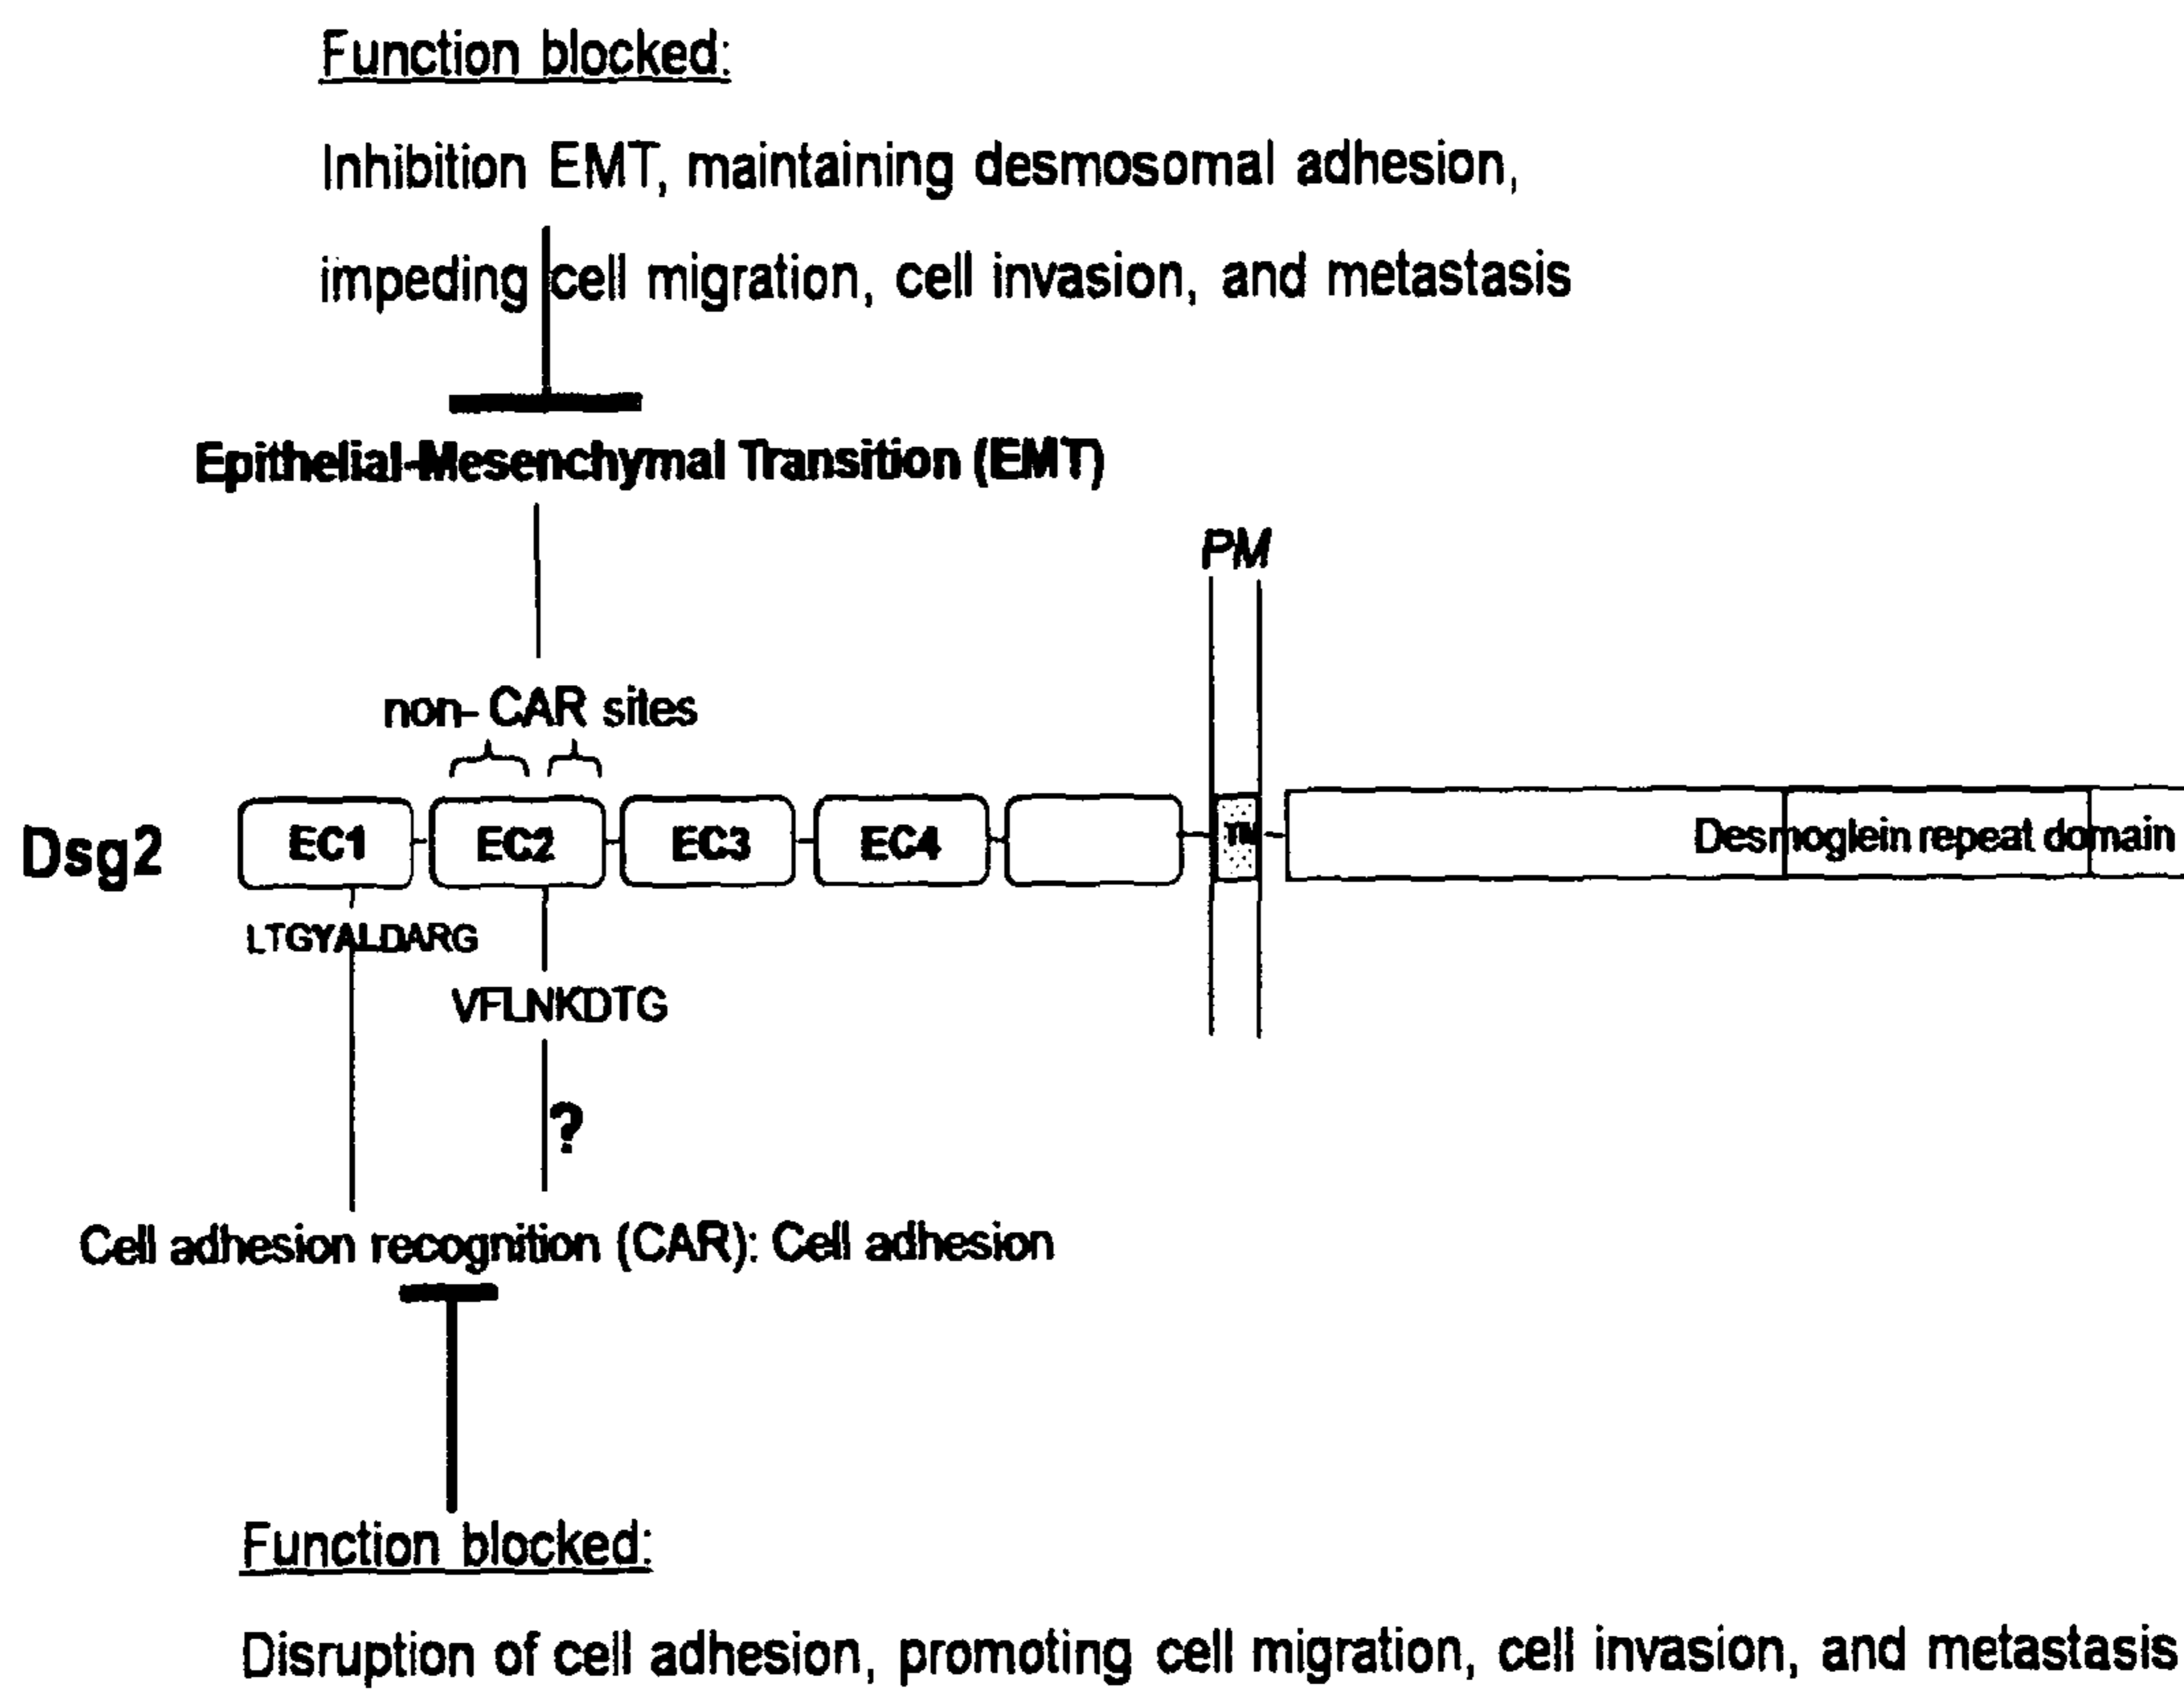 Function blocked:
Inhibition EMT, maintaining desmosomal adhesion,
impeding cell migration, cell invasion, and metastasis
Epithelial-Mesenchymal Transition (EMT)
PM
non- CAR sites
Dsg2 EC1 EC2 EC3 EC4 TM Desmoglein repeat domain
LTGYALDARG
VFLNKDTG
?
Cell adhesion recognition (CAR): Cell adhesion
Function blocked:
Disruption of cell adhesion, promoting cell migration, cell invasion, and metastasis